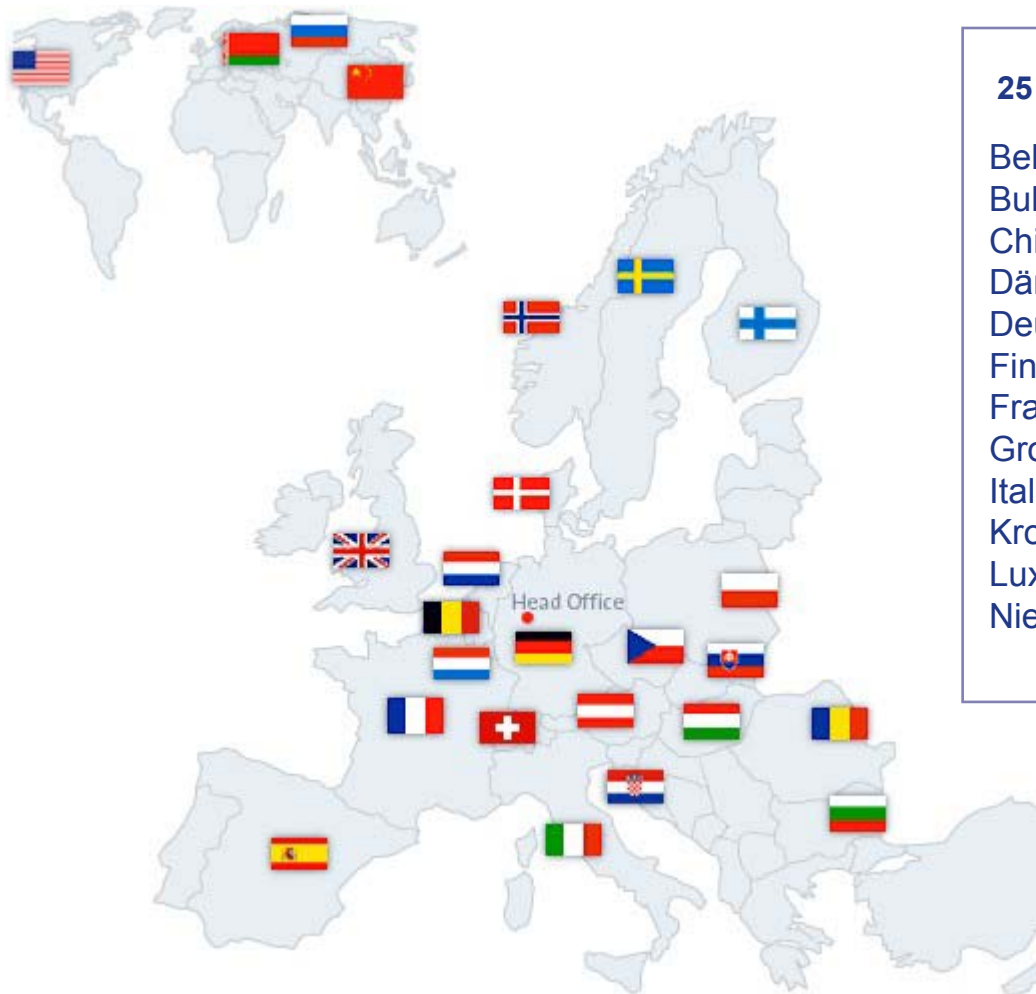 Head Office
25
Bel
Bul
Chi
Dän
Deu
Fin
Fra
Gro
Ital
Kro
Lux
Nie